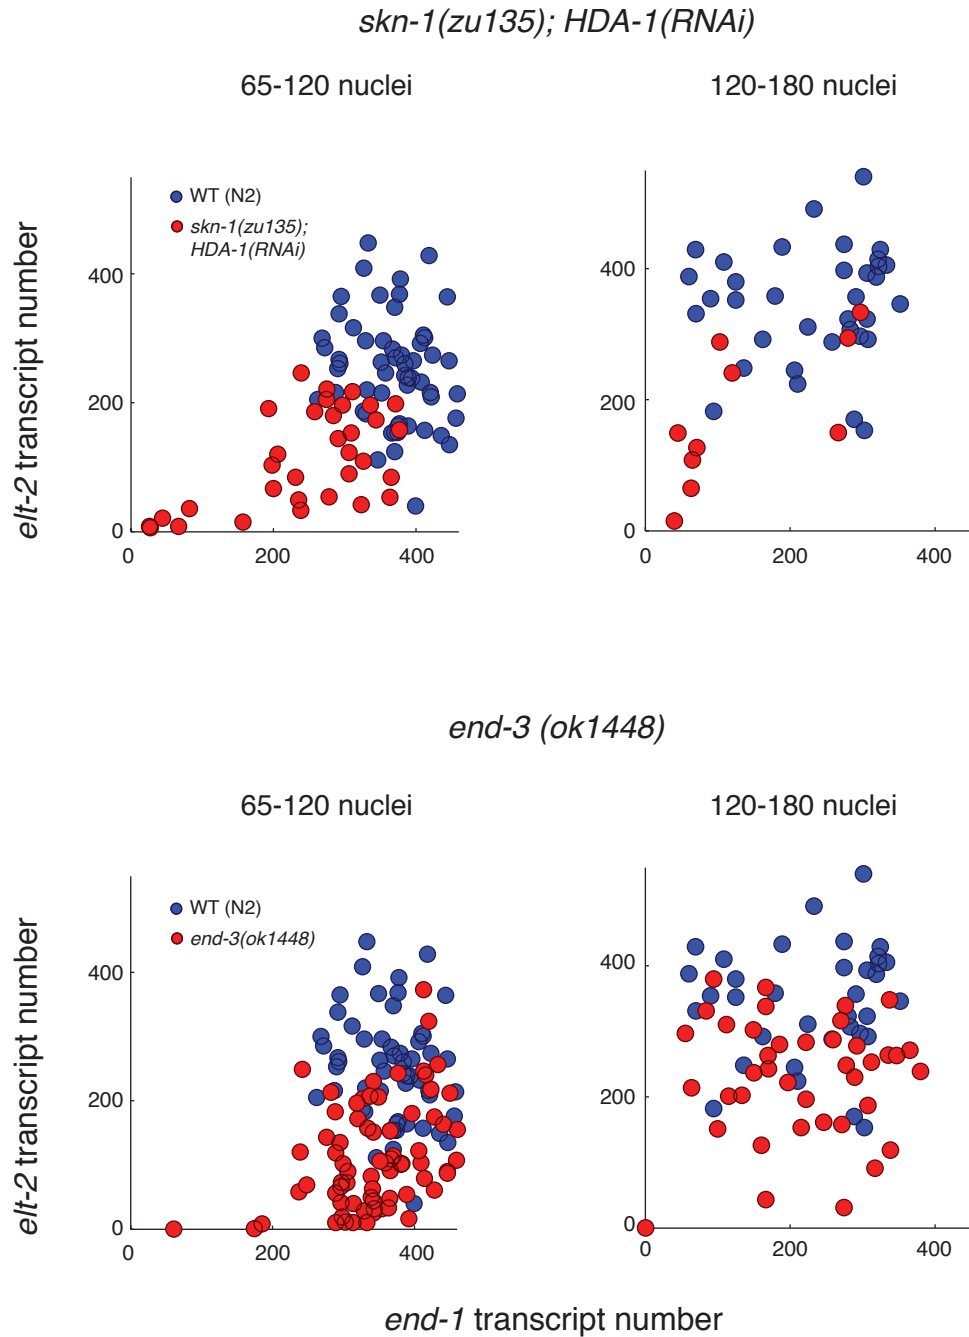 skn-1(zu135); HDA-1(RNAi)
65-120 nuclei
120-180 nuclei
elt-2 transcript number
WT (N2)
skn-1(zu135);
HDA-1(RNAi)
400
200
0
0
200
400
400
200
0
0
200
400
end-3 (ok1448)
65-120 nuclei
120-180 nuclei
elt-2 transcript number
WT (N2)
end-3(ok1448)
400
200
0
0
200
400
400
200
0
0
200
400
end-1 transcript number